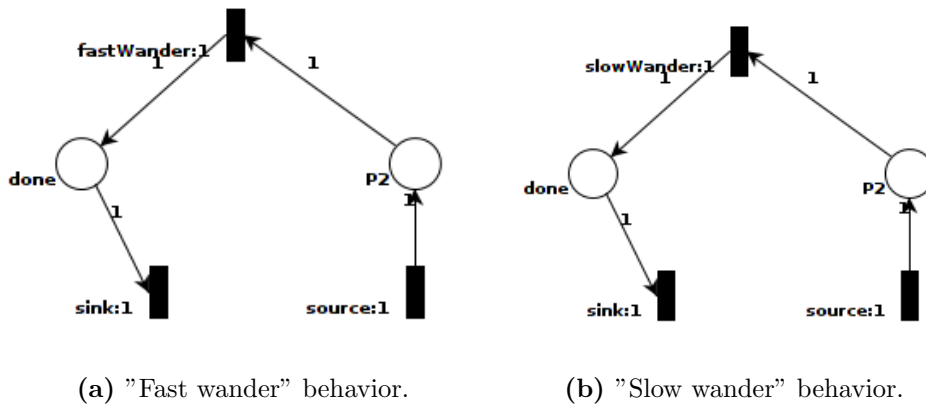 fastWander:1
1
1
done
P2
1
1
sink:1
source:1
slowWander:1
1
1
done
P2
1
1
sink:1
source:1
(a) "Fast wander" behavior.
(b) "Slow wander" behavior.